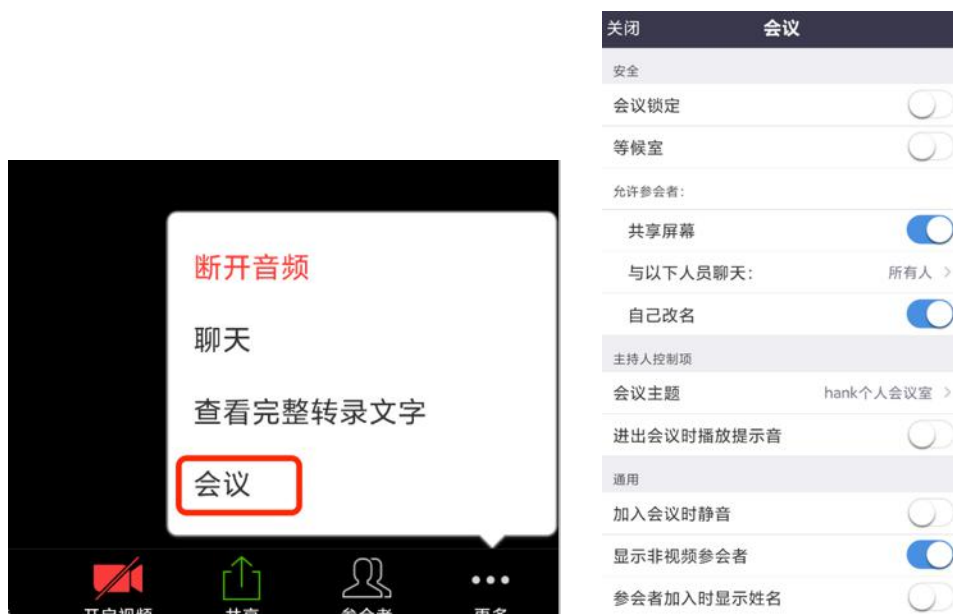 断开音频
聊天
查看完整转录文字
会议
开启视频
共享
参会者
更多
关闭
会议
安全
会议锁定
等候室
允许参会者:
共享屏幕
与以下人员聊天: 所有人 >
自己改名
主持人控制项
会议主题 hank个人会议室 >
进出会议时播放提示音
通用
加入会议时静音
显示非视频参会者
参会者加入时显示姓名